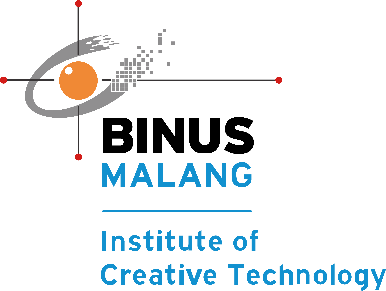 BINUS
MALANG
Institute of
Creative Technology